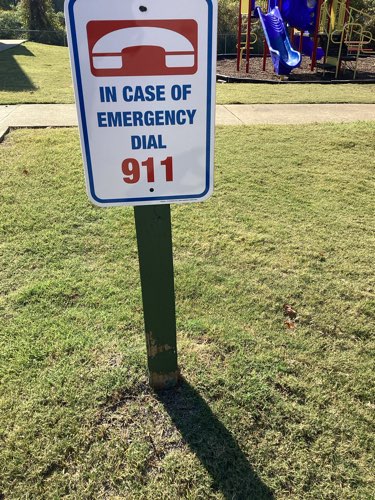 IN CASE OF
EMERGENCY
DIAL
911